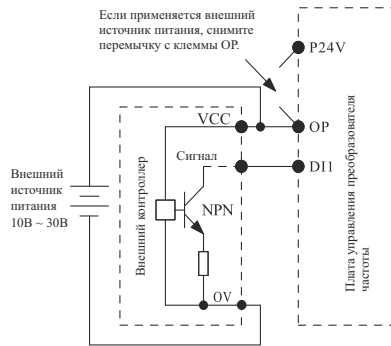 Если применяется внешний
источник питания, снимите
перемычку с клеммы OP.
P24V
VCC
OP
Сигнал
DI1
Внешний
источник
питания
10В ~ 30В
Внешний контроллер
NPN
0V
Плата управления преобразователя
частоты